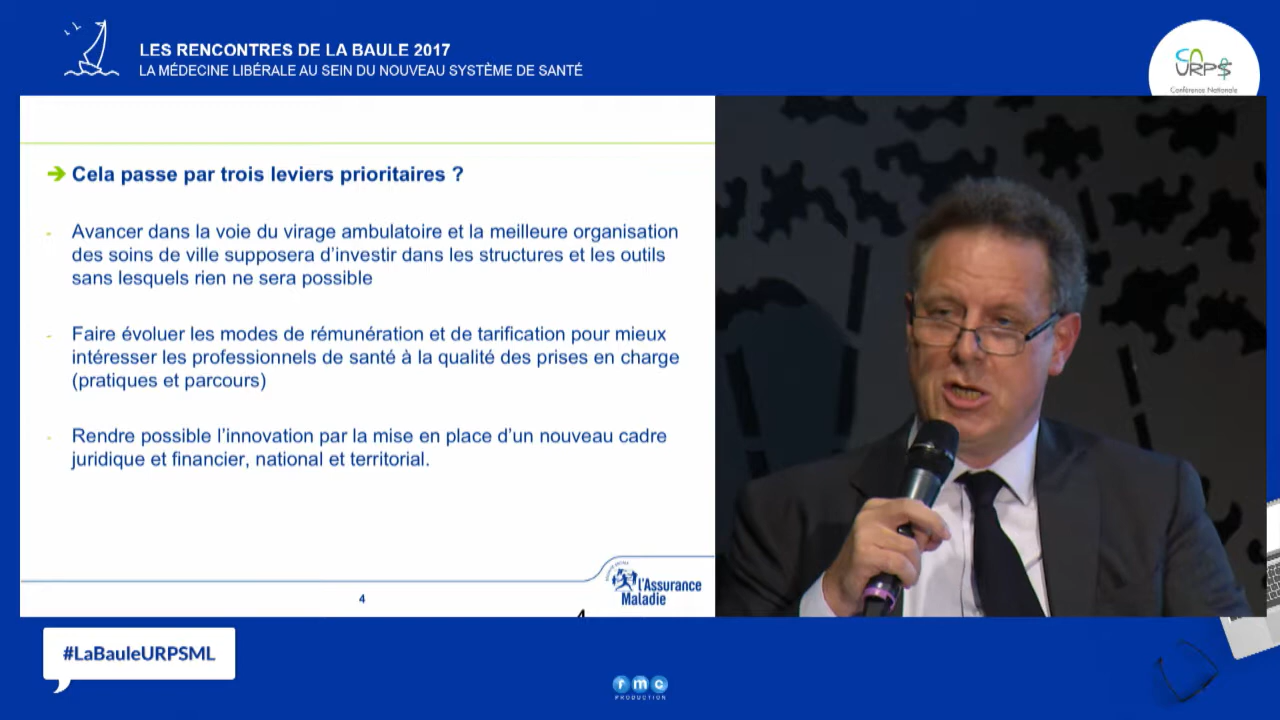 LES RENCONTRES DE LA BAULE 2017
LA MÉDECINE LIBÉRALE AU SEIN DU NOUVEAU SYSTÈME DE SANTÉ
URPS
Conférence Nationale
Cela passe par trois leviers prioritaires ?
- Avancer dans la voie du virage ambulatoire et la meilleure organisation
des soins de ville supposera d’investir dans les structures et les outils
sans lesquels rien ne sera possible
- Faire évoluer les modes de rémunération et de tarification pour mieux
intéresser les professionnels de santé à la qualité des prises en charge
(pratiques et parcours)
- Rendre possible l’innovation par la mise en place d’un nouveau cadre
juridique et financier, national et territorial.
l'Assurance
Maladie
4
4
#LaBauleURPSML
fmc
PRODUCTION